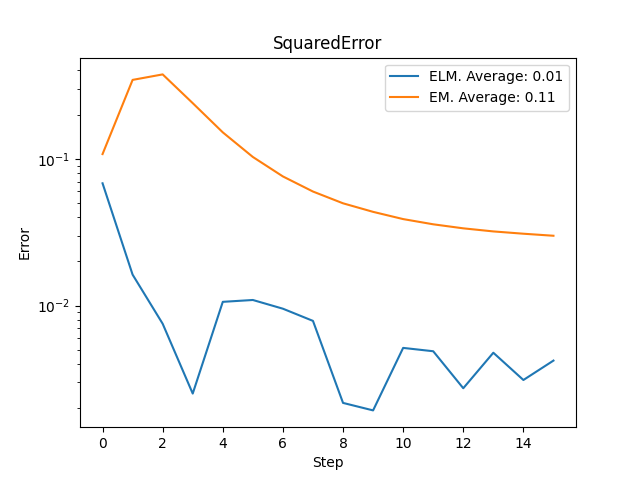 SquaredError
ELM. Average: 0.01
EM. Average: 0.11
10⁻¹
10⁻²
Error
0 2 4 6 8 10 12 14
Step